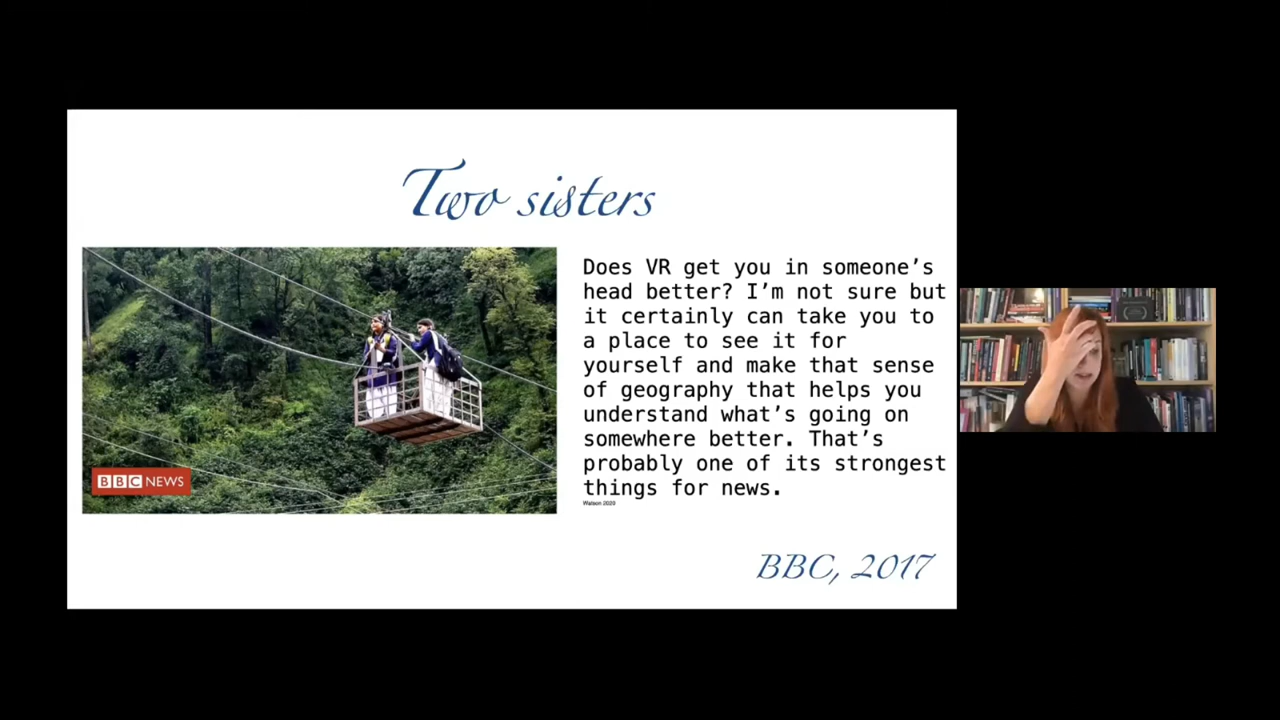 Two sisters
Does VR get you in someone’s
head better? I’m not sure but
it certainly can take you to
a place to see it for
yourself and make that sense
of geography that helps you
understand what’s going on
somewhere better. That’s
probably one of its strongest
things for news.
Watson 2020
BBC NEWS
BBC, 2017